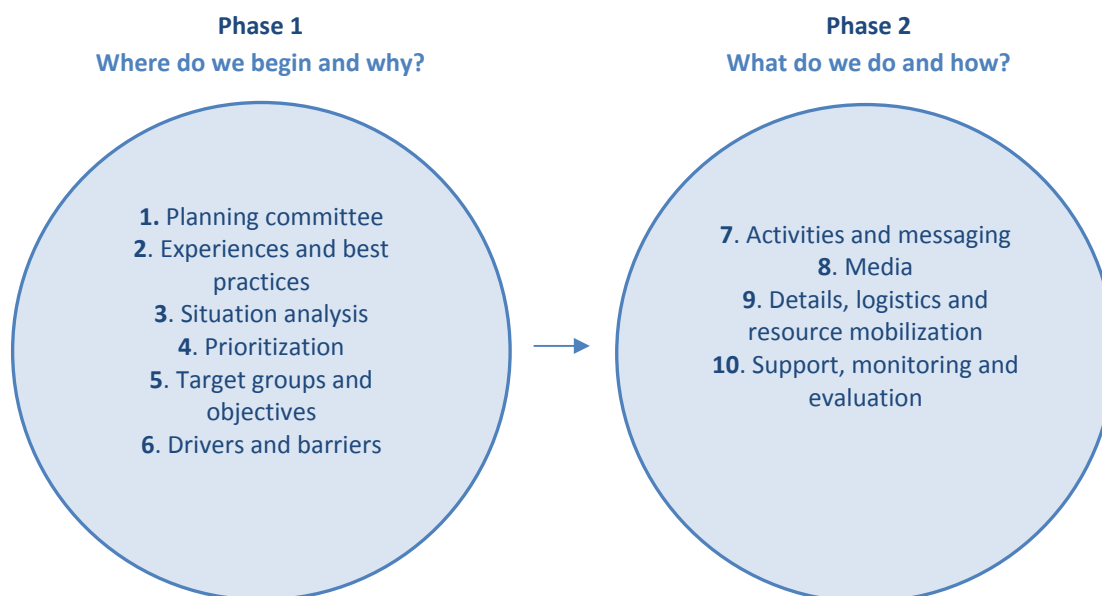 Phase 1
Where do we begin and why?
1. Planning committee
2. Experiences and best
practices
3. Situation analysis
4. Prioritization
5. Target groups and
objectives
6. Drivers and barriers
Phase 2
What do we do and how?
7. Activities and messaging
8. Media
9. Details, logistics and
resource mobilization
10. Support, monitoring and
evaluation